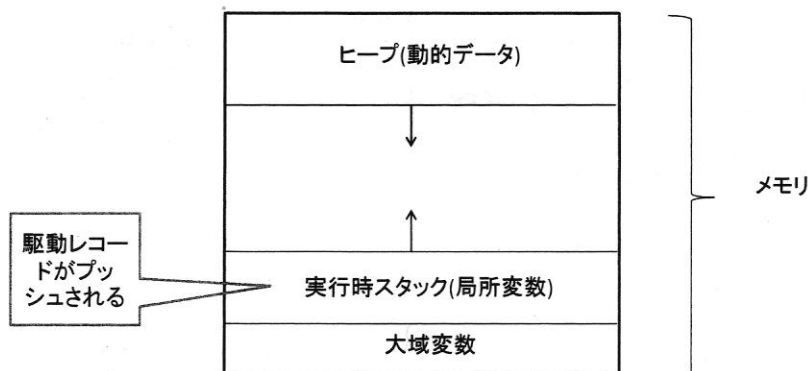 ヒープ(動的データ)
メモリ
駆動レコー
ドがプッ
シュされる
実行時スタック(局所変数)
大域変数